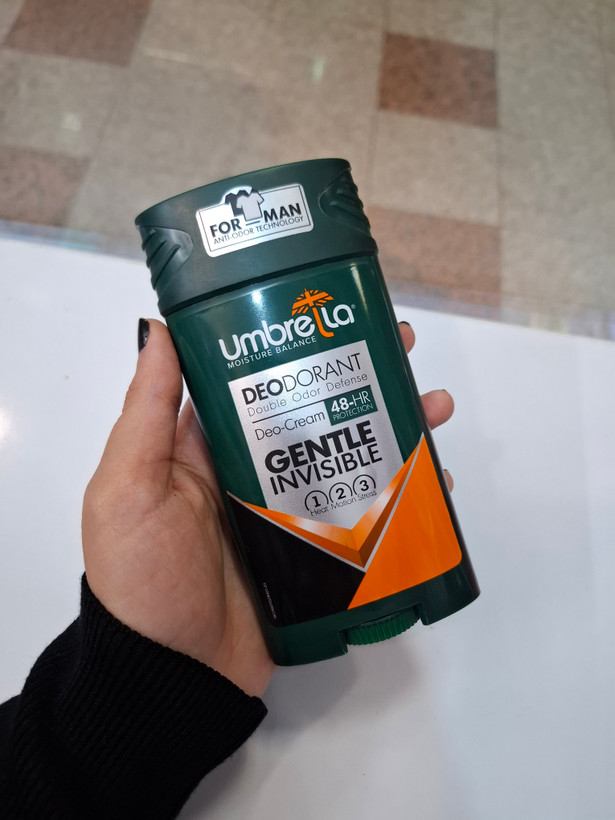 FOR MAN
ANTI-ODOR TECHNOLOGY
umbrella®
MOISTURE BALANCE
DEODORANT
Double Odor Defense
Deo-Cream 48-HR
PROTECTION
GENTLE
INVISIBLE
1 2 3
Heat Motion Stress